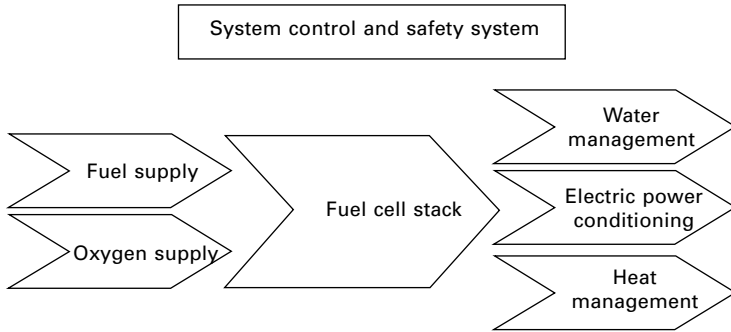 System control and safety system
Fuel supply
Oxygen supply
Fuel cell stack
Water
management
Electric power
conditioning
Heat
management